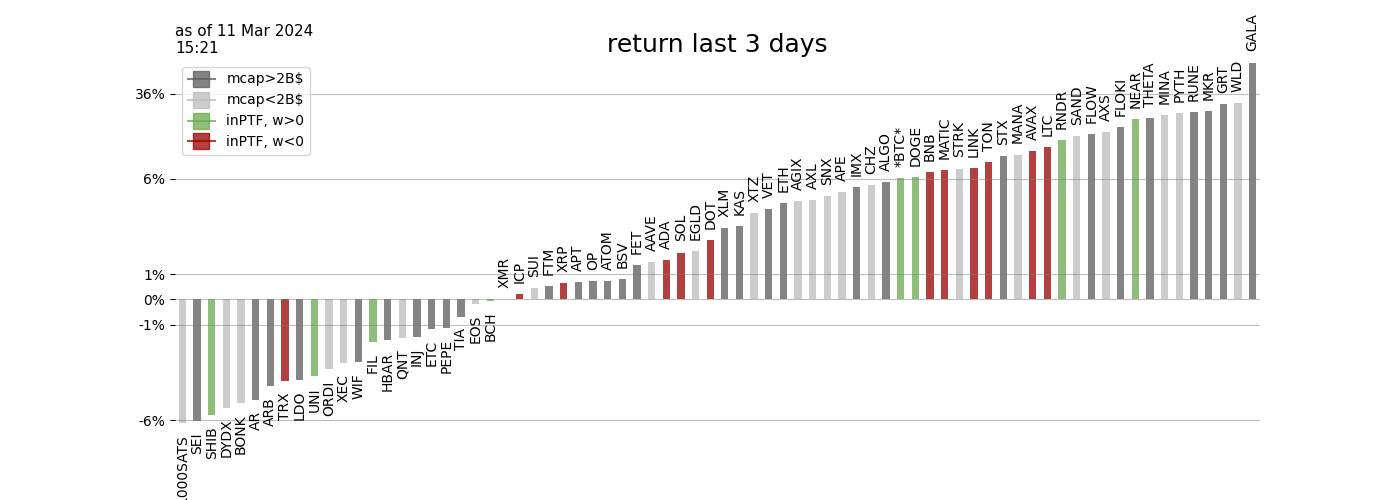 as of 11 Mar 2024
15:21
return last 3 days
mcap>2B$
mcap<2B$
inPTF, w>0
inPTF, w<0
36%
6%
1%
0%
-1%
-6%
.000SATS
SEI
SHIB
DYDX
BONK
AR
ARB
TRX
LDO
UNI
ORDI
XEC
WIF
FIL
HBAR
QNT
INJ
ETC
PEPE
TIA
EOS
BCH
XMR
ICP
SUI
FTM
XRP
APT
OP
ATOM
BSV
FET
AAVE
ADA
SOL
EGLD
DOT
XLM
KAS
XTZ
VET
ETH
AGIX
AXL
SNX
APE
IMX
CHZ
ALGO
*BTC*
DOGE
BNB
MATIC
STRK
LINK
TON
STX
MANA
AVAX
LTC
RNDR
SAND
FLOW
AXS
FLOKI
NEAR
THETA
MINA
PYTH
RUNE
MKR
GRT
WLD
GALA